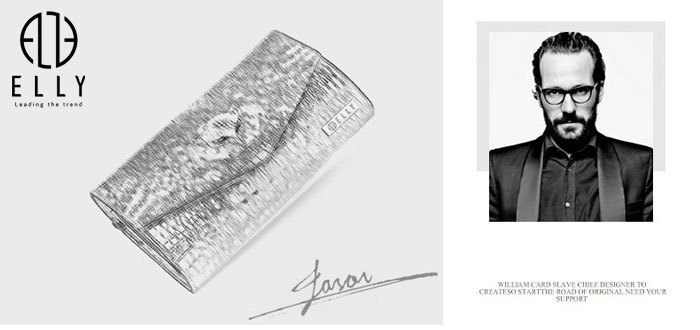 ELLY
Leading the trend
ELLY
Jason
WILLIAM CARD SLAVE CHIEF DESIGNER TO
CREATESO STARTTHE ROAD OF ORIGINAL NEED YOUR
SUPPORT